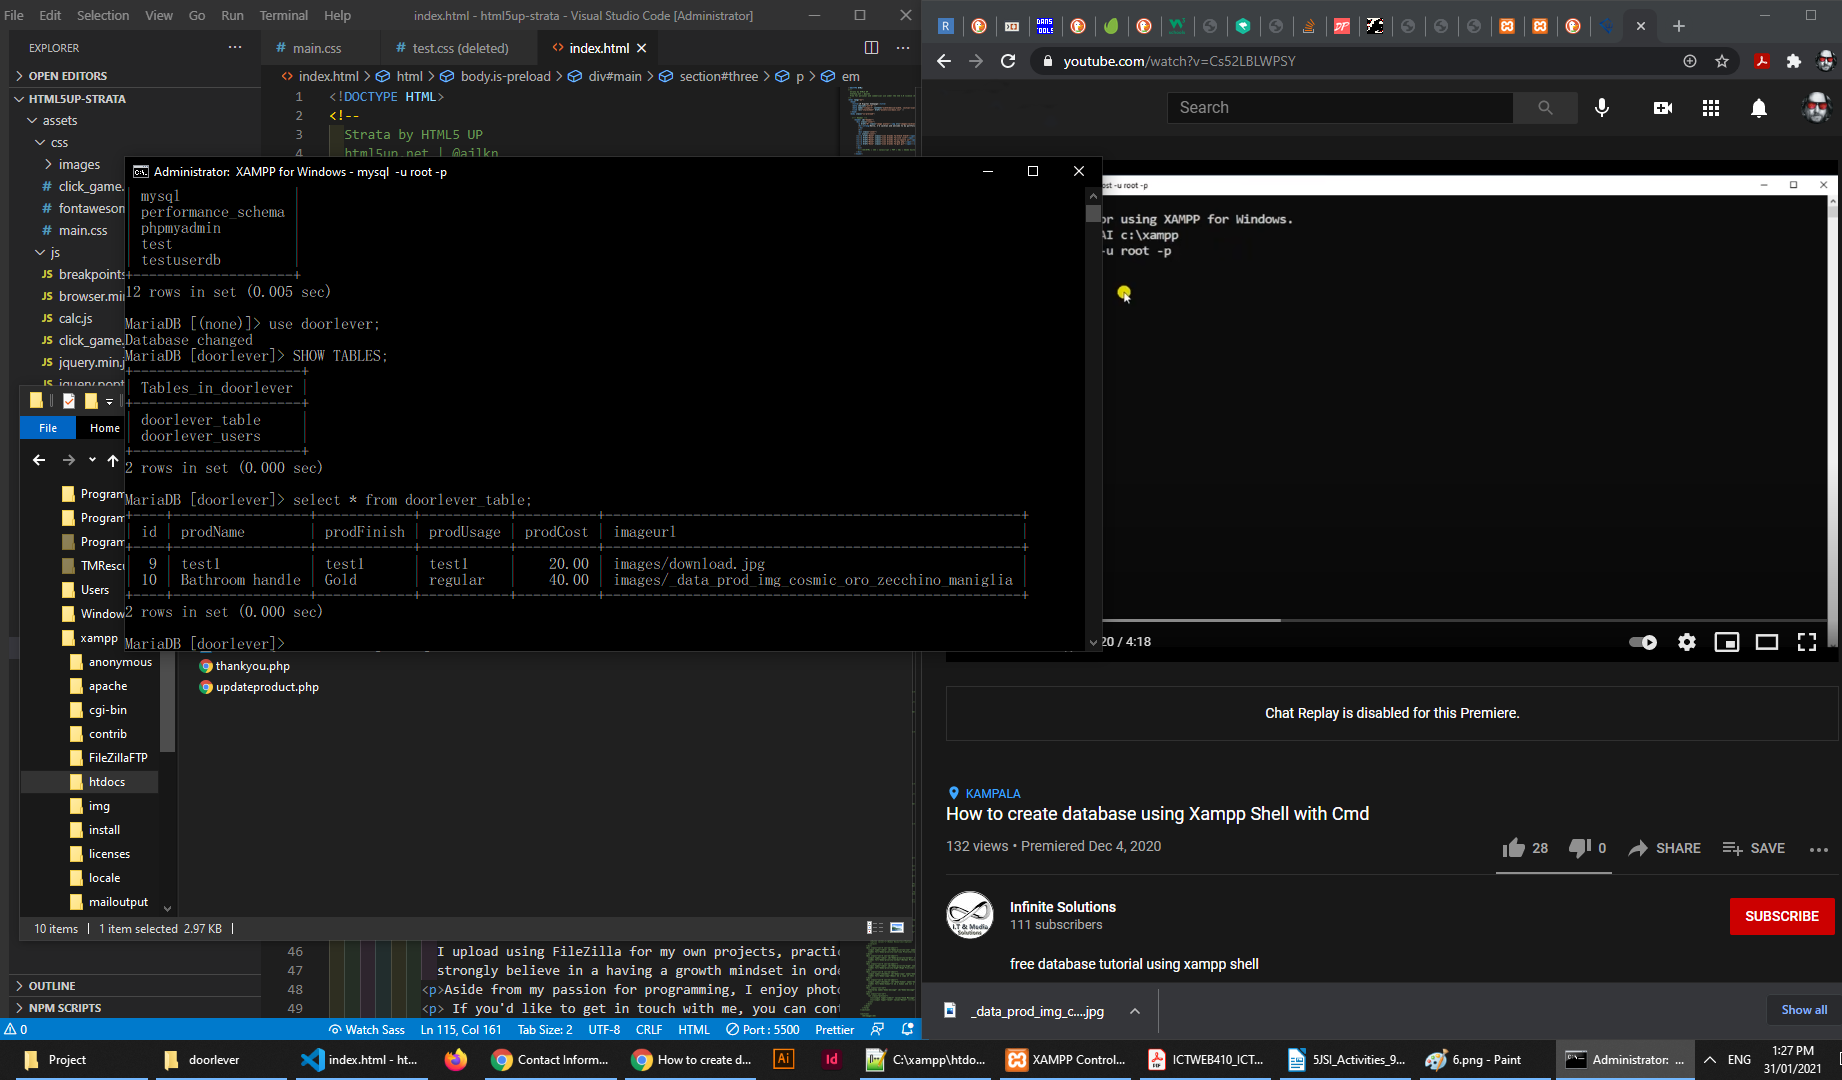 File Edit Selection View Go Run Terminal Help
index.html - html5up-strata - Visual Studio Code [Administrator]
EXPLORER
# main.css
# test.css (deleted)
<> index.html
OPEN EDITORS
<> index.html > html > body.is-preload > div#main > section#three > p > em
HTML5UP-STRATA
assets
css
images
# click_game.
# fontaweson
# main.css
js
JS breakpoints
JS browser.mi
JS calc.js
JS click_game.
JS jquery.min.j
1 <!DOCTYPE HTML>
2 <!--
3 Strata by HTML5 UP
4 html5up.net | @ajlkn
Administrator: XAMPP for Windows - mysql -u root -p
| mysql |
| performance_schema |
| phpmyadmin |
| test |
| testuserdb |
+--------------------+
12 rows in set (0.005 sec)
MariaDB [(none)]> use doorlever;
Database changed
MariaDB [doorlever]> SHOW TABLES;
| Tables_in_doorlever |
| doorlever_table |
| doorlever_users |
2 rows in set (0.000 sec)
MariaDB [doorlever]> select * from doorlever_table;
| id | prodName | prodFinish | prodUsage | prodCost | imageurl |
| 9 | test1 | test1 | test1 | 20.00 | images/download.jpg |
| 10 | Bathroom handle | Gold | regular | 40.00 | images/_data_prod_img_cosmic_oro_zecchino_maniglia |
2 rows in set (0.000 sec)
MariaDB [doorlever]>
File Home
Program
Program
Program
TMResc
Users
Window
xampp
anonymous
apache
cgi-bin
contrib
FileZillaFTP
htdocs
img
install
licenses
locale
mailoutput
thankyou.php
updateproduct.php
10 items | 1 item selected 2.97 KB |
46 I upload using FileZilla for my own projects, practi
47 strongly believe in a having a growth mindset in orde
48 <p>Aside from my passion for programming, I enjoy phot
49 <p> If you'd like to get in touch with me, you can con
OUTLINE
NPM SCRIPTS
0
Watch Sass Ln 115, Col 161 Tab Size: 2 UTF-8 CRLF HTML Port : 5500 Prettier
youtube.com/watch?v=Cs52LBLWPSY
Search
ost -u root -p
or using XAMPP for Windows.
AI c:\xampp
-u root -p
20 / 4:18
Chat Replay is disabled for this Premiere.
KAMPALA
How to create database using Xampp Shell with Cmd
132 views • Premiered Dec 4, 2020
28 0 SHARE SAVE
I.T & Media Solutions
Infinite Solutions
111 subscribers
SUBSCRIBE
free database tutorial using xampp shell
_data_prod_img_c....jpg
Show all
Project
doorlever
index.html - ht...
Contact Inform...
How to create d...
Ai
Id
C:\xampp\htdo...
XAMPP Control...
ICTWEB410_ICT...
5JSI_Activities_9...
6.png - Paint
Administrator: ...
ENG
1:27 PM
31/01/2021